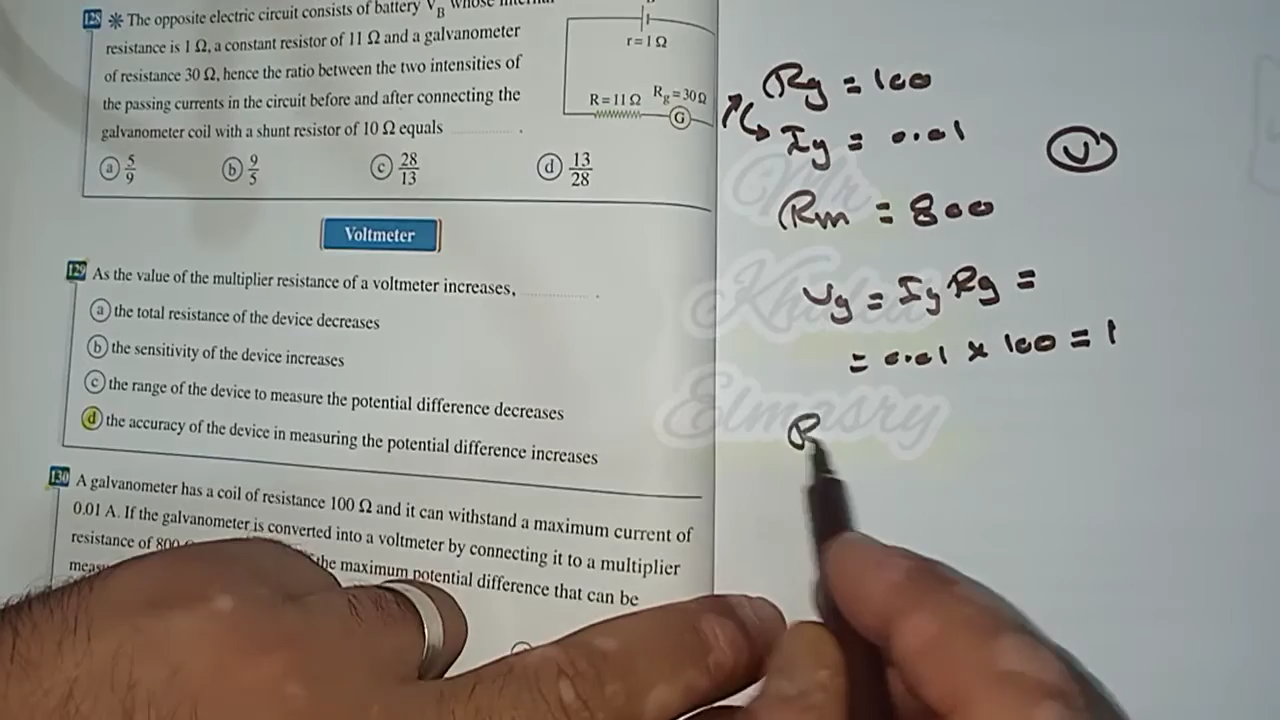 128 ✻ The opposite electric circuit consists of battery V_B whose
resistance is 1 Ω, a constant resistor of 11 Ω and a galvanometer
of resistance 30 Ω, hence the ratio between the two intensities of
the passing currents in the circuit before and after connecting the
galvanometer coil with a shunt resistor of 10 Ω equals .............. .
a 5/9 b 9/5 c 28/13 d 13/28
r = 1 Ω
R = 11 Ω R_g = 30 Ω
G
Voltmeter
129 As the value of the multiplier resistance of a voltmeter increases, .............. .
a the total resistance of the device decreases
b the sensitivity of the device increases
c the range of the device to measure the potential difference decreases
d the accuracy of the device in measuring the potential difference increases
130 A galvanometer has a coil of resistance 100 Ω and it can withstand a maximum current of
0.01 A. If the galvanometer is converted into a voltmeter by connecting it to a multiplier
resistance of 800 the maximum potential difference that can be
Rg = 100
Ig = 0.01
V
Rm = 800
Vg = Ig Rg =
= 0.01 × 100 = 1
R
Mr
Khaled
Elmasry